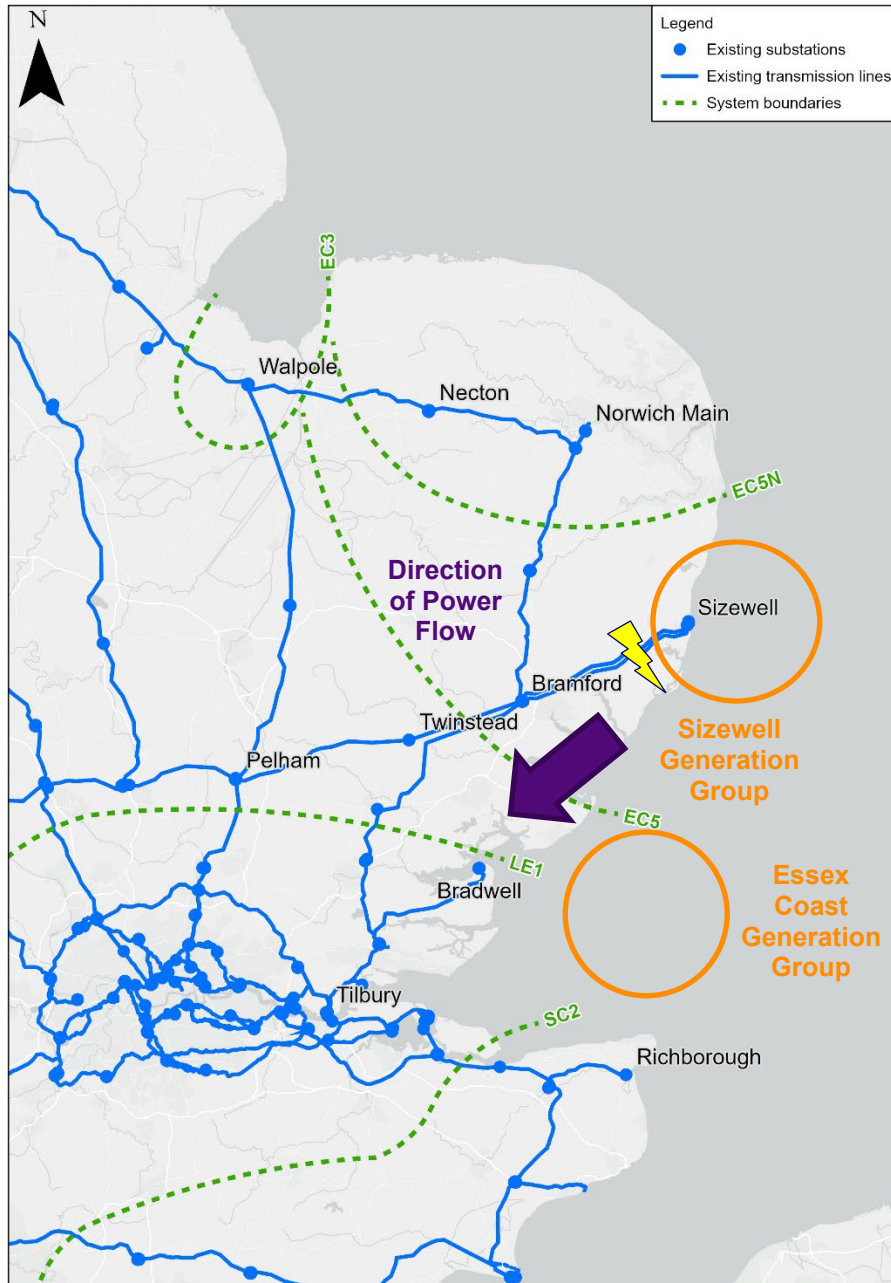 N
Legend
Existing substations
Existing transmission lines
System boundaries
EC3
Walpole
Necton
Norwich Main
EC5N
Direction
of Power
Flow
Sizewell
Bramford
Twinstead
Sizewell
Generation
Group
Pelham
EC5
LE1
Bradwell
Essex
Coast
Generation
Group
Tilbury
SC2
Richborough